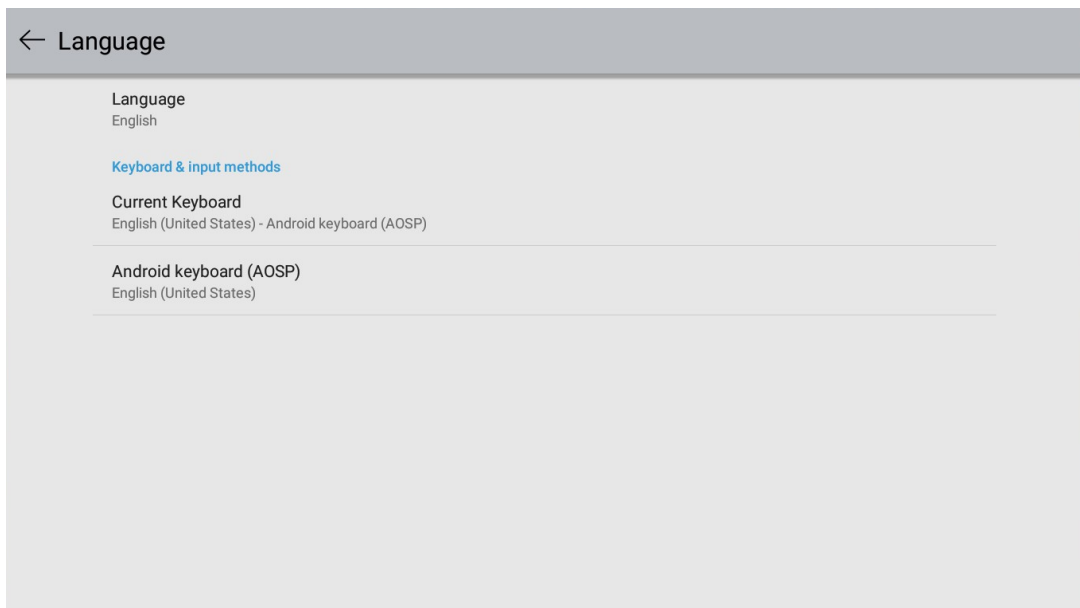 Language
Language
English
Keyboard & input methods
Current Keyboard
English (United States) - Android keyboard (AOSP)
Android keyboard (AOSP)
English (United States)